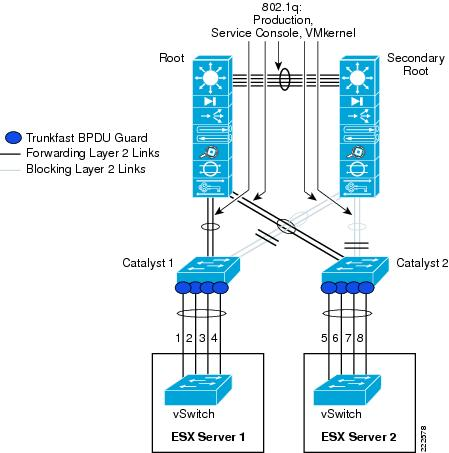 802.1q:
Production,
Service Console, VMkernel
Root
Secondary
Root
Trunkfast BPDU Guard
Forwarding Layer 2 Links
Blocking Layer 2 Links
Catalyst 1
Catalyst 2
1 2 3 4
5 6 7 8
vSwitch
vSwitch
ESX Server 1
ESX Server 2
222578